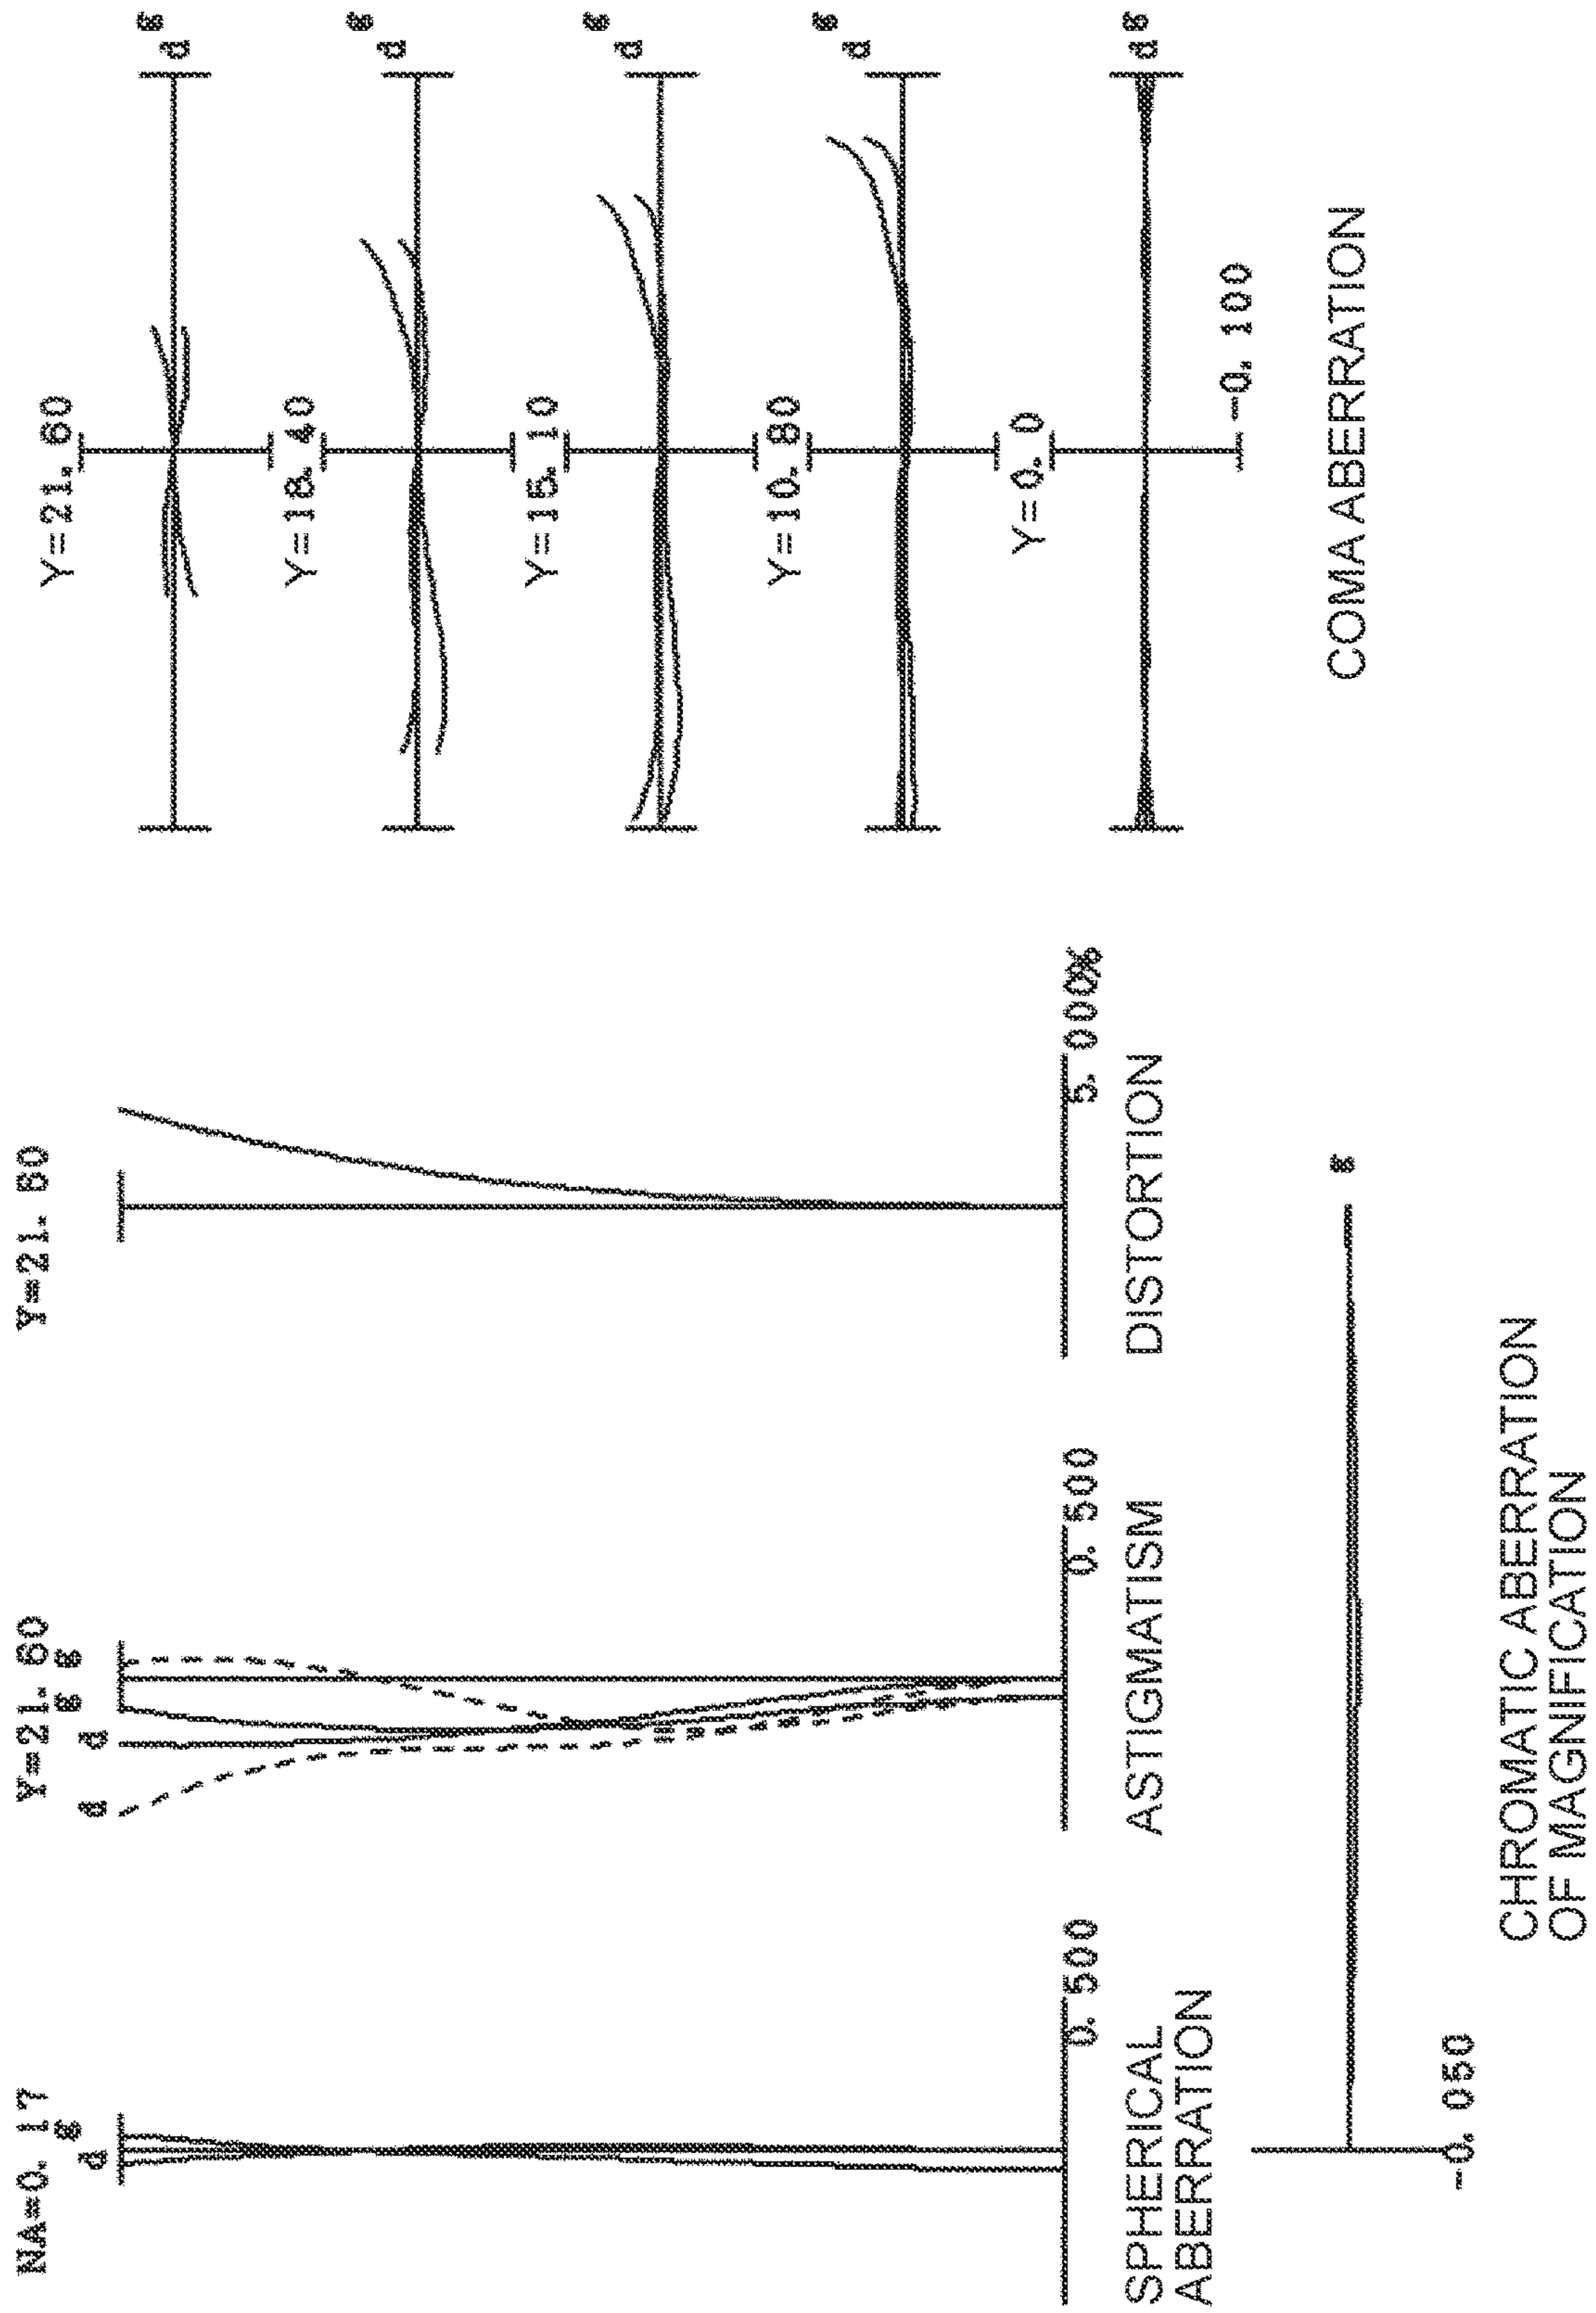 NA=0. 17
g
d
0. 500
SPHERICAL
ABERRATION
Y=21. 60
g
g
d
d
0. 500
ASTIGMATISM
Y=21. 60
5. 000%
DISTORTION
g
-0. 050
CHROMATIC ABERRATION
OF MAGNIFICATION
Y=21. 60
g
d
Y=18. 40
g
d
Y=15. 10
g
d
Y=10. 80
g
d
Y=0. 0
dg
-0. 100
COMA ABERRATION